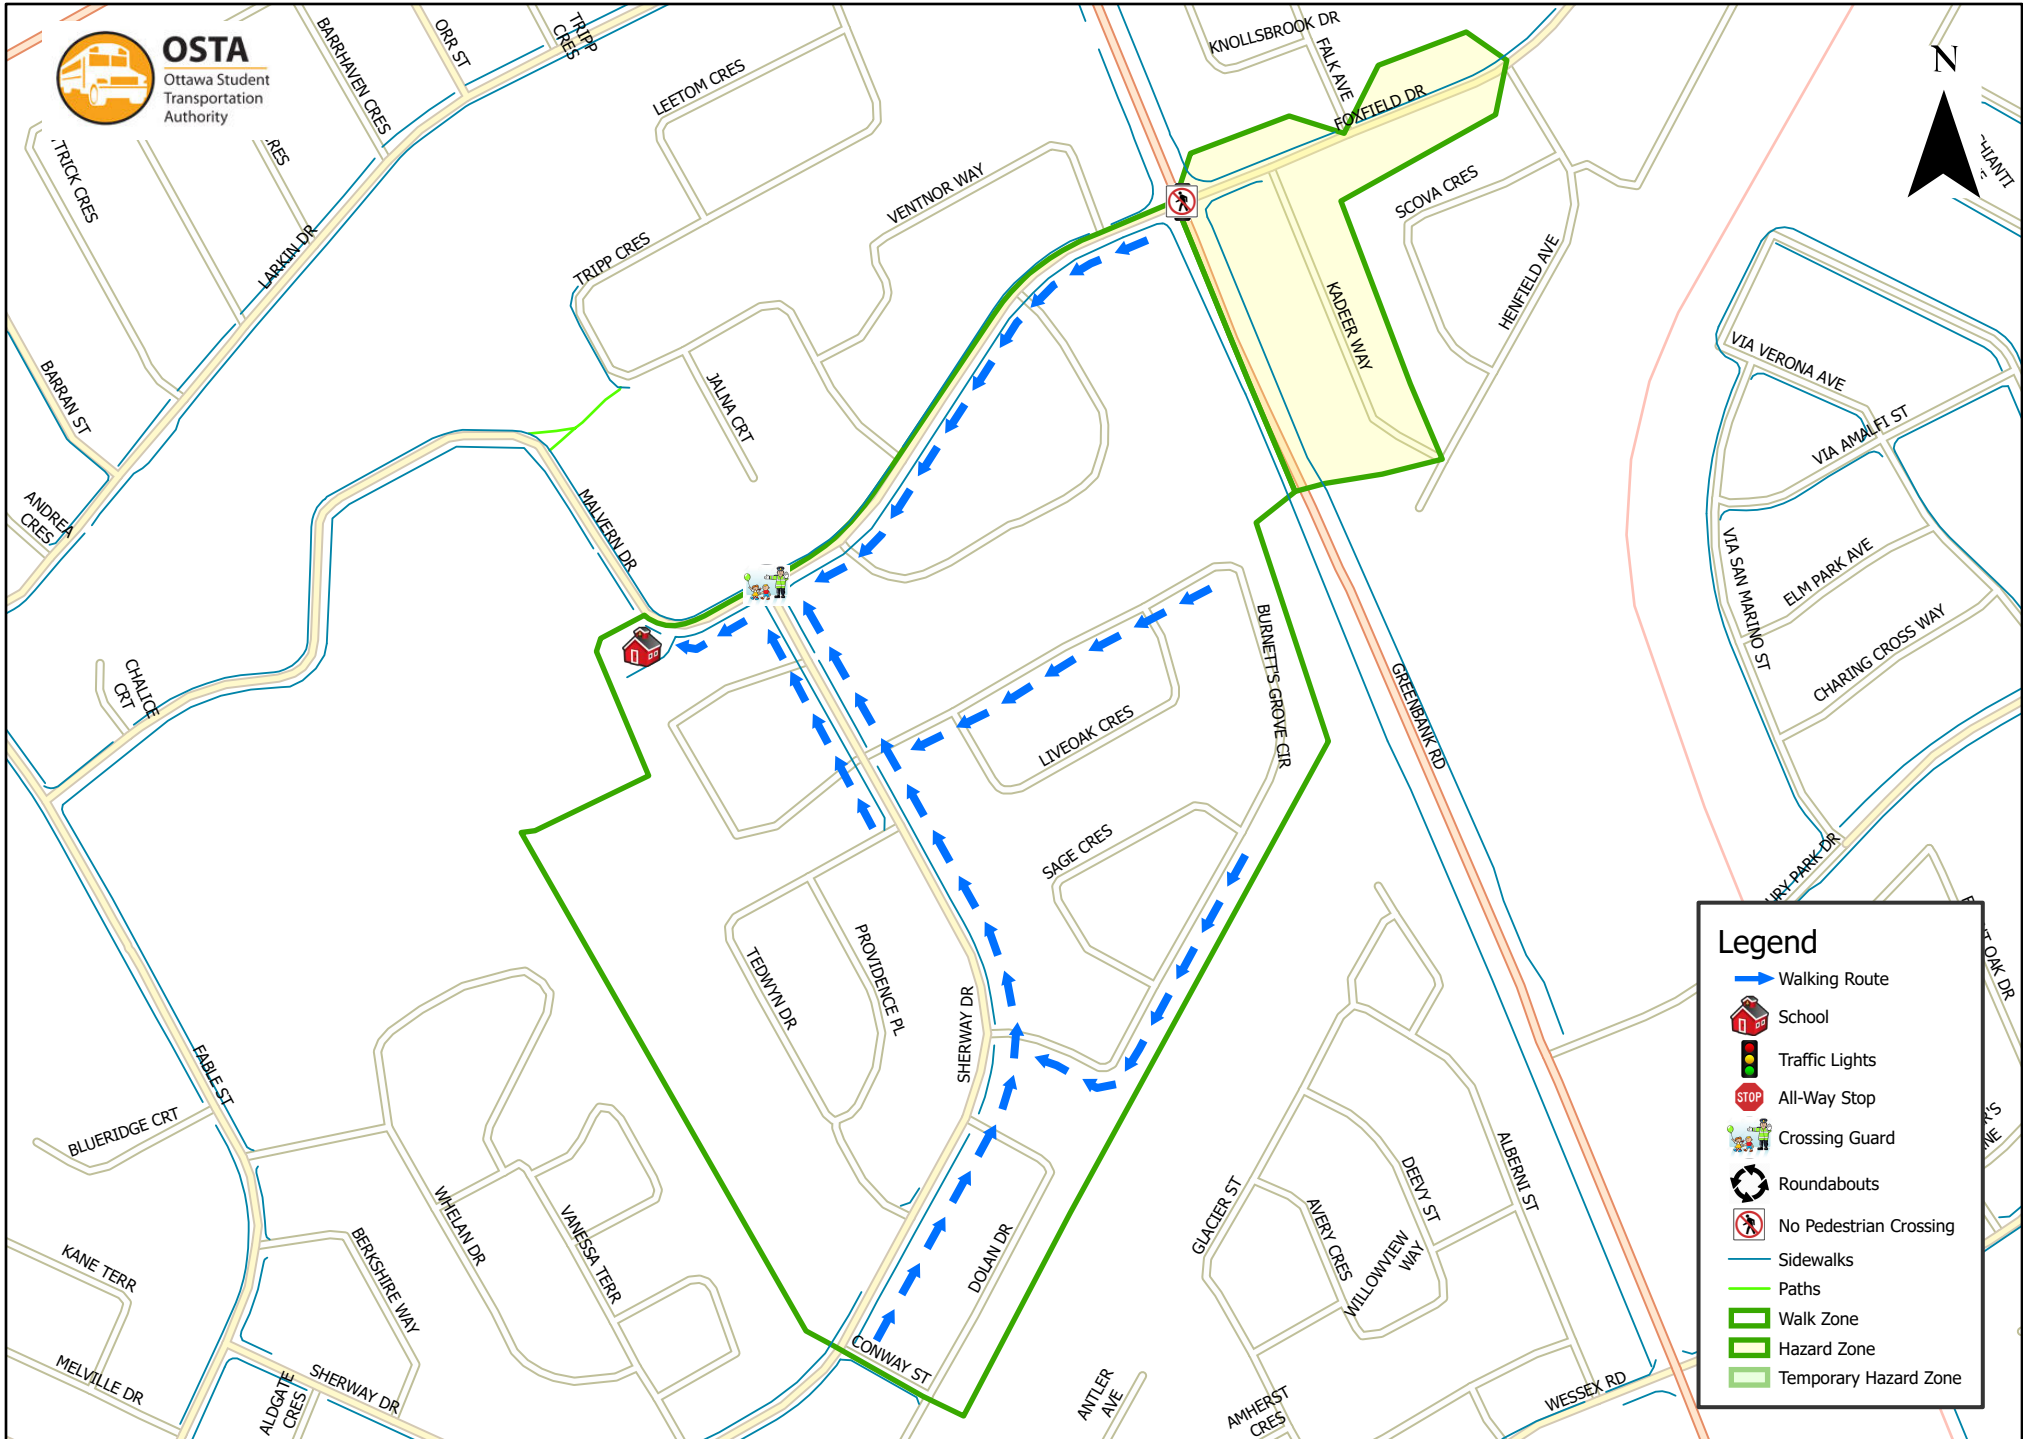 OSTA
Ottawa Student
Transportation
Authority
BARRHAVEN CRES
ORR ST
TRIPP
CRES
LEETOM CRES
KNOLLSBROOK DR
FALK AVE
FOXFIELD DR
N
LARKIN DR
VENTNOR WAY
TRIPP CRES
SCOVA CRES
HENFIELD AVE
KADEER WAY
BARRAN ST
JALNA CRT
VIA VERONA AVE
VIA AMALFI ST
ANDREA
CRES
MALVERN DR
VIA SAN MARINO ST
ELM PARK AVE
CHARING CROSS WAY
CHALICE
CRT
BURNETT'S GROVE CIR
GREENBANK RD
LIVEOAK CRES
SAGE CRES
TEDWYN DR
PROVIDENCE PL
SHERWAY DR
FABLE ST
BLUERIDGE CRT
WHELAN DR
VANESSA TERR
KANE TERR
BERKSHIRE WAY
MELVILLE DR
ALDGATE
CRES
SHERWAY DR
DOLAN DR
CONWAY ST
GLACIER ST
AVERY CRES
DEEVY ST
WILLOWVIEW
WAY
ALBERNI ST
ANTLER
AVE
AMHERST
CRES
WESSEX RD
Legend
Walking Route
School
Traffic Lights
STOP
All-Way Stop
Crossing Guard
Roundabouts
No Pedestrian Crossing
Sidewalks
Paths
Walk Zone
Hazard Zone
Temporary Hazard Zone
PARK DR
OAK DR